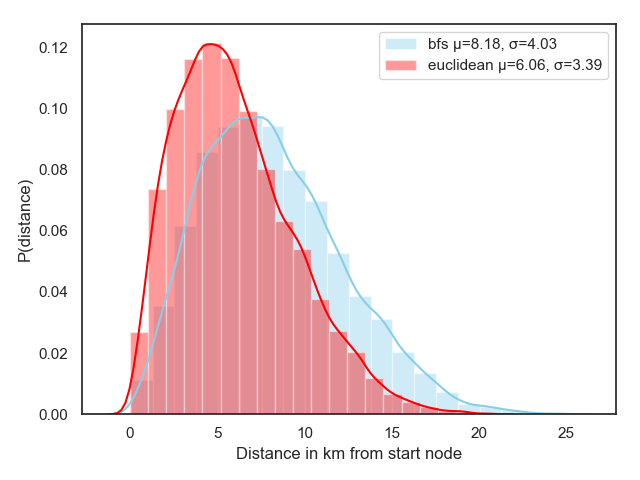 bfs μ=8.18, σ=4.03
euclidean μ=6.06, σ=3.39
0.12
0.10
0.08
0.06
0.04
0.02
0.00
P(distance)
0 5 10 15 20 25
Distance in km from start node